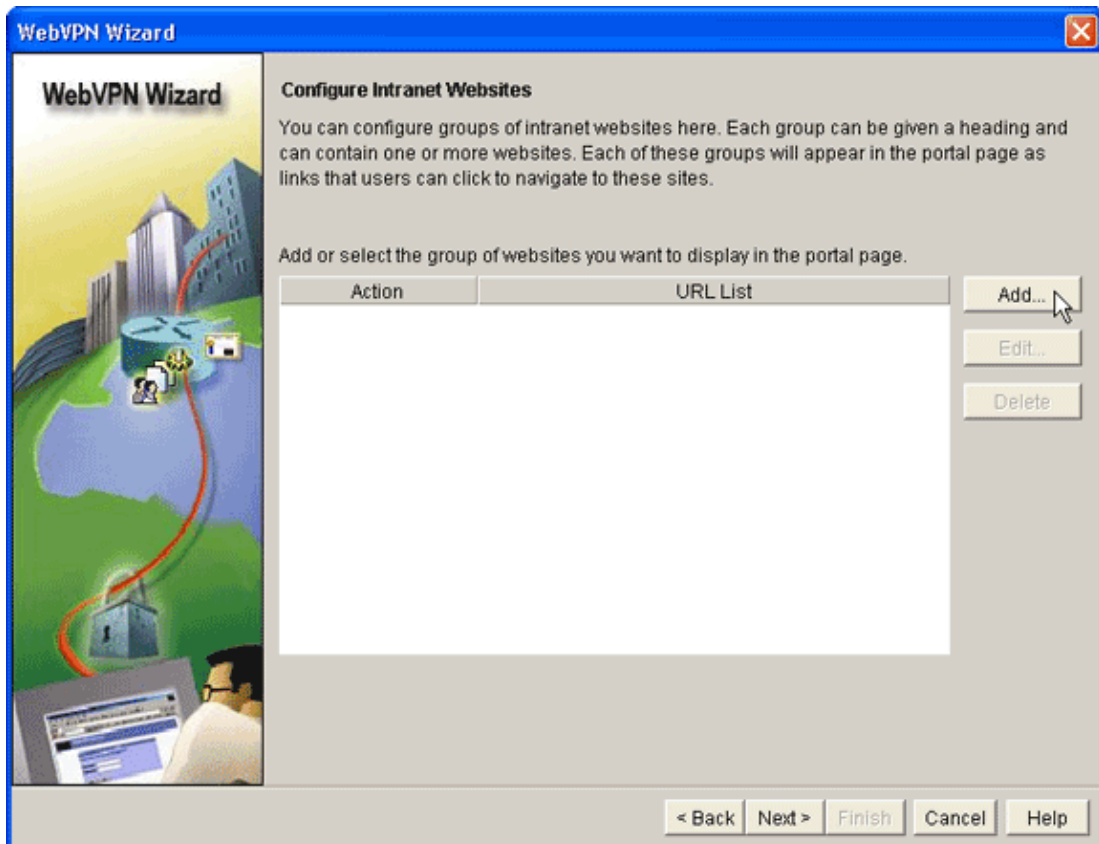 WebVPN Wizard
WebVPN Wizard
Configure Intranet Websites
You can configure groups of intranet websites here. Each group can be given a heading and
can contain one or more websites. Each of these groups will appear in the portal page as
links that users can click to navigate to these sites.
Add or select the group of websites you want to display in the portal page.
Action URL List
Add...
Edit...
Delete
< Back Next > Finish Cancel Help